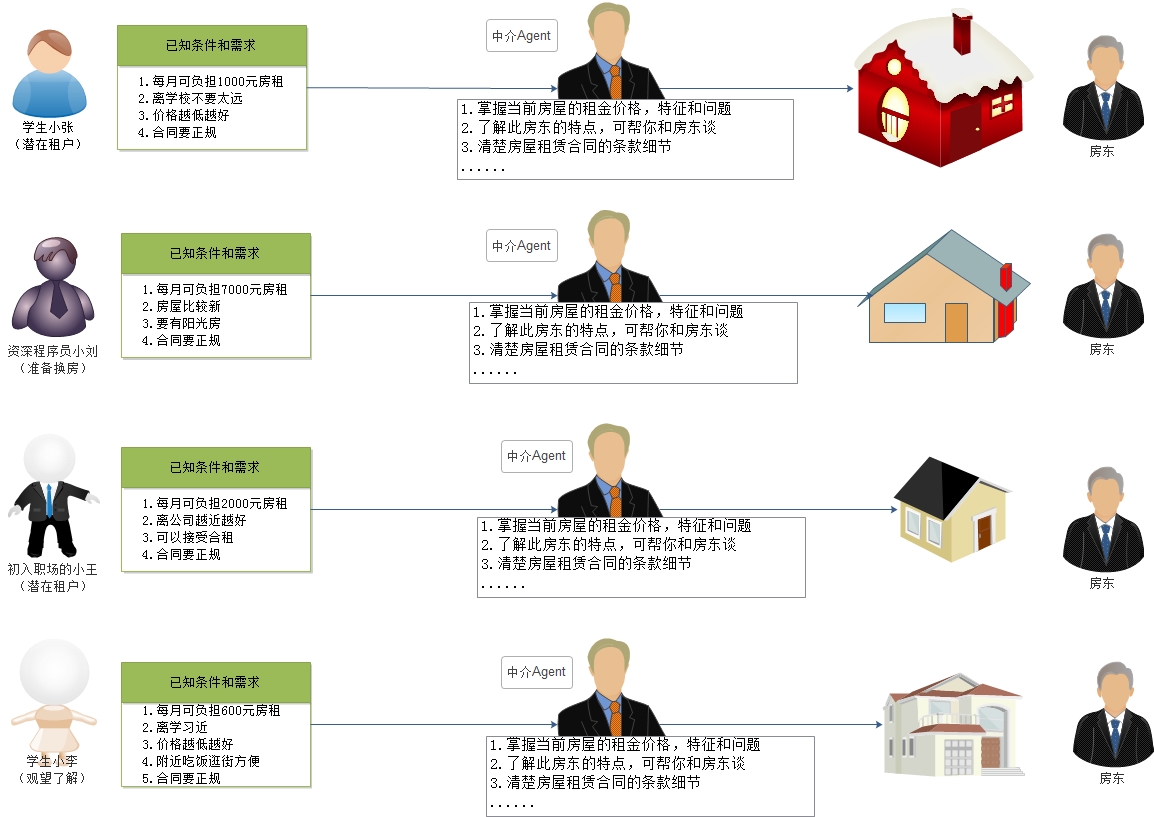 已知条件和需求
1.每月可负担1000元房租
2.离学校不要太远
3.价格越低越好
4.合同要正规
学生小张
(潜在租户)
中介Agent
1.掌握当前房屋的租金价格，特征和问题
2.了解此房东的特点，可帮你和房东谈
3.清楚房屋租赁合同的条款细节
......
房东
已知条件和需求
1.每月可负担7000元房租
2.房屋比较新
3.要有阳光房
4.合同要正规
资深程序员小刘
(准备换房)
中介Agent
1.掌握当前房屋的租金价格，特征和问题
2.了解此房东的特点，可帮你和房东谈
3.清楚房屋租赁合同的条款细节
......
房东
已知条件和需求
1.每月可负担2000元房租
2.离公司越近越好
3.可以接受合租
4.合同要正规
初入职场的小王
(潜在租户)
中介Agent
1.掌握当前房屋的租金价格，特征和问题
2.了解此房东的特点，可帮你和房东谈
3.清楚房屋租赁合同的条款细节
......
房东
已知条件和需求
1.每月可负担600元房租
2.离学习近
3.价格越低越好
4.附近吃饭逛街方便
5.合同要正规
学生小李
(观望了解)
中介Agent
1.掌握当前房屋的租金价格，特征和问题
2.了解此房东的特点，可帮你和房东谈
3.清楚房屋租赁合同的条款细节
......
房东